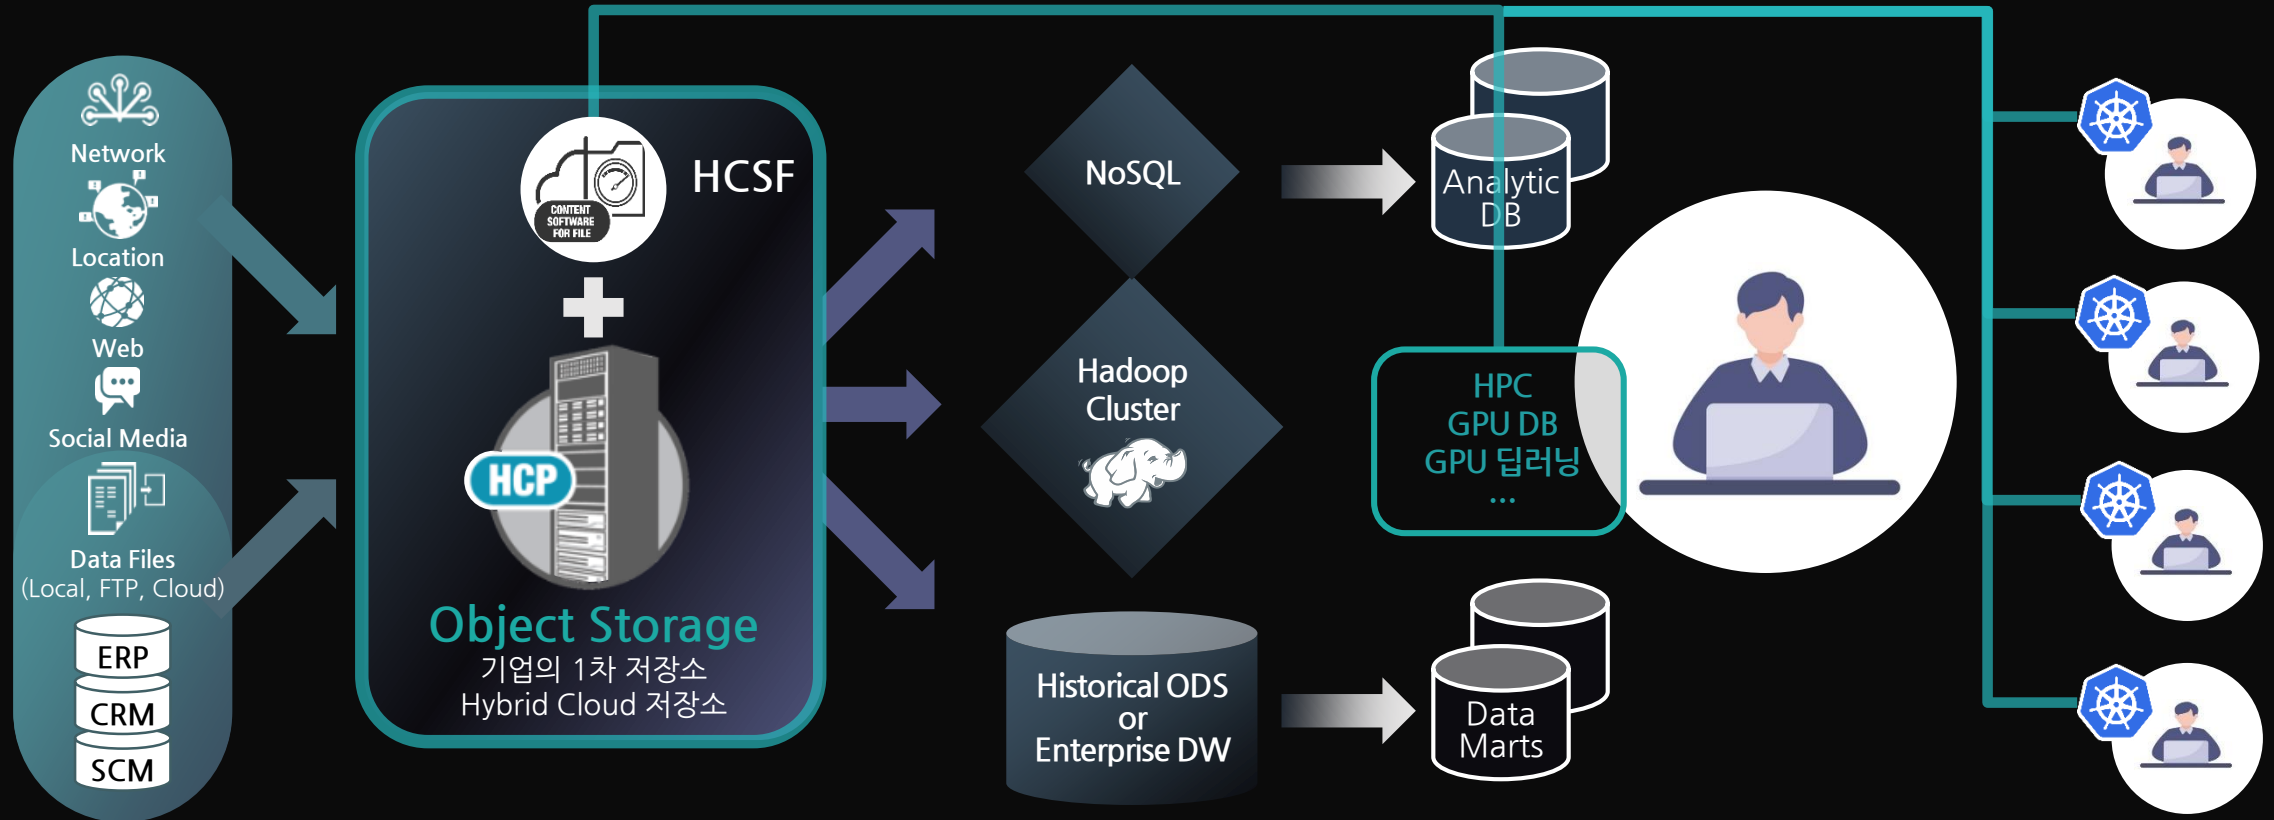 Network
Location
Web
Social Media
Data Files
(Local, FTP, Cloud)
ERP
CRM
SCM
CONTENT
SOFTWARE
FOR FILE
HCSF
HCP
Object Storage
기업의 1차 저장소
Hybrid Cloud 저장소
NoSQL
Hadoop
Cluster
Historical ODS
or
Enterprise DW
Analytic
DB
HPC
GPU DB
GPU 딥러닝
...
Data
Marts